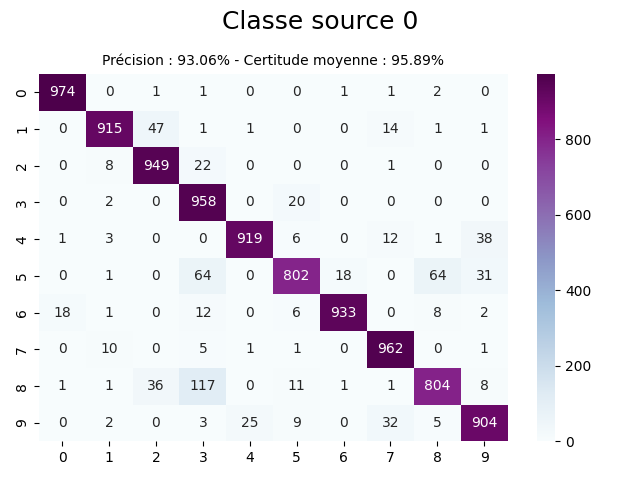 Classe source 0
Précision : 93.06% - Certitude moyenne : 95.89%
0 974 0 1 1 0 0 1 1 2 0
1 0 915 47 1 1 0 0 14 1 1
2 0 8 949 22 0 0 0 1 0 0
3 0 2 0 958 0 20 0 0 0 0
4 1 3 0 0 919 6 0 12 1 38
5 0 1 0 64 0 802 18 0 64 31
6 18 1 0 12 0 6 933 0 8 2
7 0 10 0 5 1 1 0 962 0 1
8 1 1 36 117 0 11 1 1 804 8
9 0 2 0 3 25 9 0 32 5 904
0 1 2 3 4 5 6 7 8 9
800
600
400
200
0